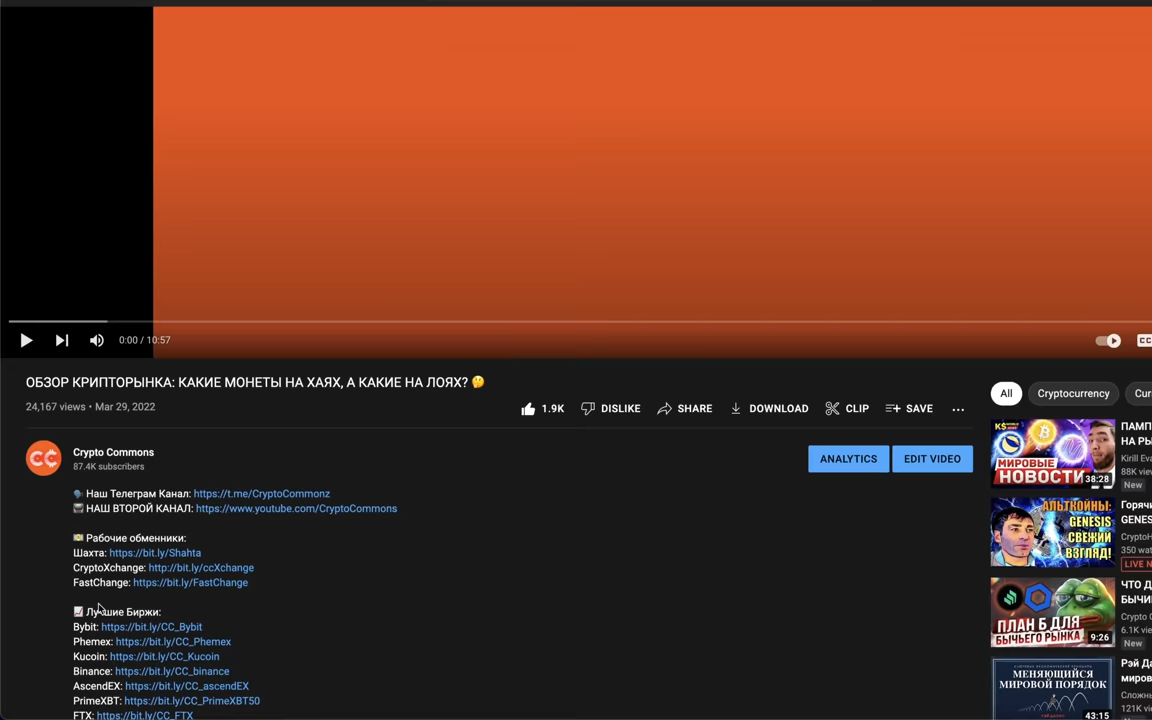 0:00 / 10:57
CC
ОБЗОР КРИПТОРЫНКА: КАКИЕ МОНЕТЫ НА ХАЯХ, А КАКИЕ НА ЛОЯХ? 🤔
24,167 views • Mar 29, 2022
1.9K DISLIKE SHARE DOWNLOAD CLIP SAVE ...
CC
Crypto Commons
87.4K subscribers
ANALYTICS EDIT VIDEO
🗣 Наш Телеграм Канал: https://t.me/CryptoCommonz
📼 НАШ ВТОРОЙ КАНАЛ: https://www.youtube.com/CryptoCommons
💴 Рабочие обменники:
Шахта: https://bit.ly/Shahta
CryptoXchange: http://bit.ly/ccXchange
FastChange: https://bit.ly/FastChange
📈 Лучшие Биржи:
Bybit: https://bit.ly/CC_Bybit
Phemex: https://bit.ly/CC_Phemex
Kucoin: https://bit.ly/CC_Kucoin
Binance: https://bit.ly/CC_binance
AscendEX: https://bit.ly/CC_ascendEX
PrimeXBT: https://bit.ly/CC_PrimeXBT50
FTX: https://bit.ly/CC_FTX
All Cryptocurrency Cur
МИРОВЫЕ
НОВОСТИ
38:28
ПАМП
НА РЫ
Kirill Eva
88K vie
New
АЛЬТКОЙНЫ:
GENESIS
СВЕЖИЙ
ВЗГЛЯД!
Горячи
GENES
CryptoH
350 wat
LIVE N
ПЛАН Б ДЛЯ
БЫЧЬЕГО РЫНКА
9:26
ЧТО Д
БЫЧИ
Crypto C
6.1K vie
New
МЕНЯЮЩИЙСЯ
МИРОВОЙ ПОРЯДОК
43:15
Рэй Да
миров
Сложны
121K vi